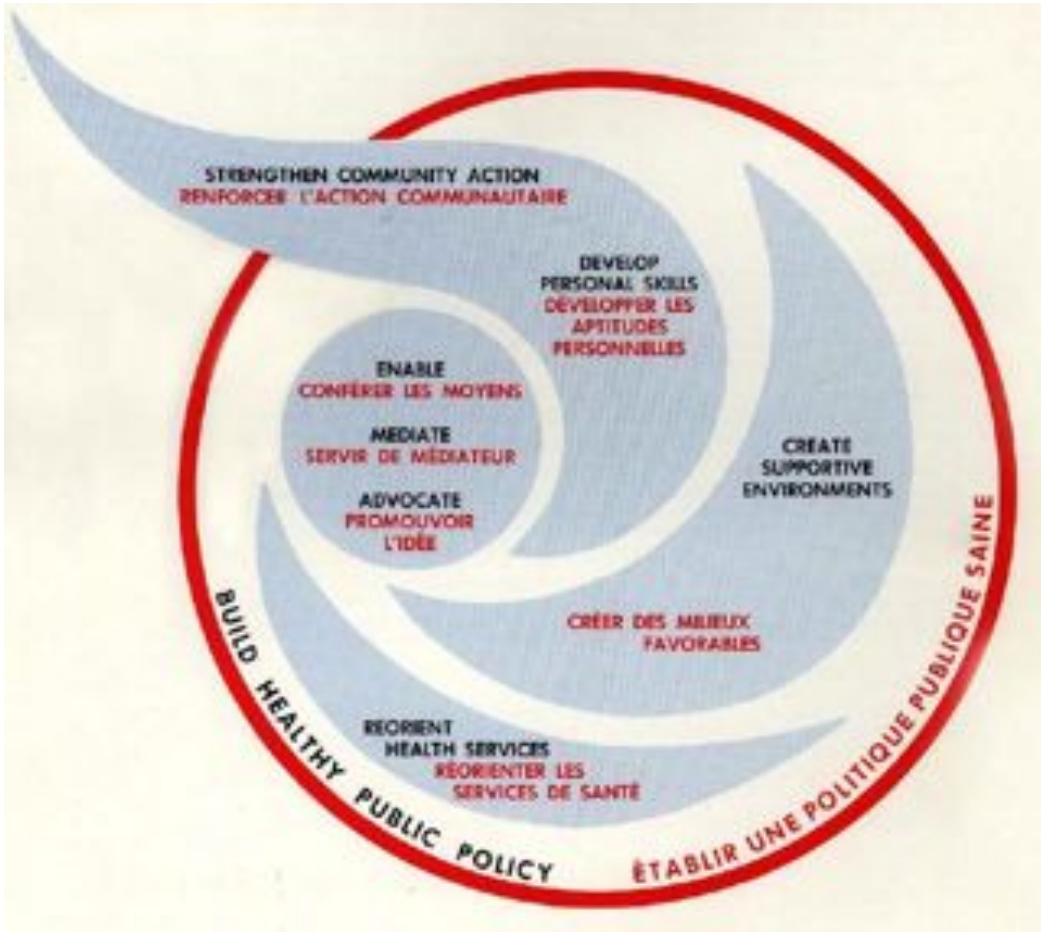 STRENGTHEN COMMUNITY ACTION
RENFORCER L'ACTION COMMUNAUTAIRE
DEVELOP
PERSONAL SKILLS
DÉVELOPPER LES
APTITUDES
PERSONNELLES
ENABLE
CONFÉRER LES MOYENS
MEDIATE
SERVIR DE MÉDIATEUR
ADVOCATE
PROMOUVOIR
L'IDÉE
CREATE
SUPPORTIVE
ENVIRONMENTS
CRÉER DES MILIEUX
FAVORABLES
REORIENT
HEALTH SERVICES
RÉORIENTER LES
SERVICES DE SANTÉ
BUILD HEALTHY PUBLIC POLICY
ÉTABLIR UNE POLITIQUE PUBLIQUE SAINE